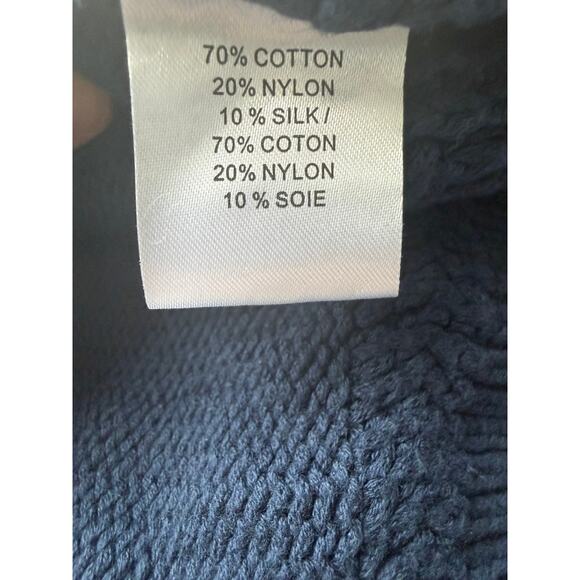 70% COTTON
20% NYLON
10 % SILK /
70% COTON
20% NYLON
10 % SOIE